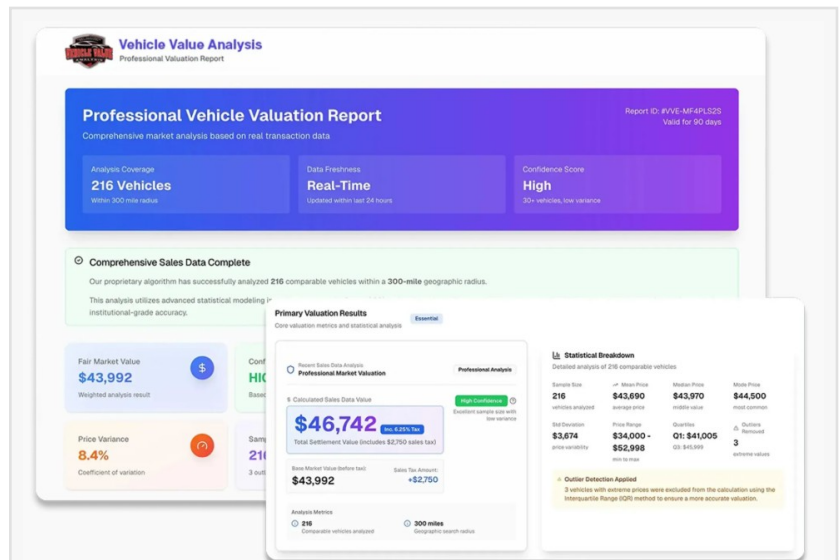 VEHICLE VALUE
ANALYSIS
Vehicle Value Analysis
Professional Valuation Report
Professional Vehicle Valuation Report
Comprehensive market analysis based on real transaction data
Report ID: #VVE-MF4PLS2S
Valid for 90 days
Analysis Coverage
216 Vehicles
Within 300 mile radius
Data Freshness
Real-Time
Updated within last 24 hours
Confidence Score
High
30+ vehicles, low variance
Comprehensive Sales Data Complete
Our proprietary algorithm has successfully analyzed 216 comparable vehicles within a 300-mile geographic radius.
This analysis utilizes advanced statistical modeling
institutional-grade accuracy.
Fair Market Value
$43,992
Weighted analysis result
Price Variance
8.4%
Coefficient of variation
Primary Valuation Results
Core valuation metrics and statistical analysis
Essential
Recent Sales Data Analysis
Professional Market Valuation
Professional Analysis
$ Calculated Sales Data Value
High Confidence
Excellent sample size with
low variance
$46,742 Inc. 6.25% Tax
Total Settlement Value (includes $2,750 sales tax)
Base Market Value (before tax)
$43,992
Sales Tax Amount:
+$2,750
Analysis Metrics
216
Comparable vehicles analyzed
300 miles
Geographic search radius
Statistical Breakdown
Detailed analysis of 216 comparable vehicles
Sample Size
216
vehicles analyzed
Mean Price
$43,690
average price
Median Price
$43,970
middle value
Mode Price
$44,500
most common
Std Deviation
$3,674
price variability
Price Range
$34,000 -
$52,998
min to max
Quartiles
Q1: $41,005
Q3: $45,999
Outliers
Removed
3
extreme values
Outlier Detection Applied
3 vehicles with extreme prices were excluded from the calculation using the
Interquartile Range (IQR) method to ensure a more accurate valuation.